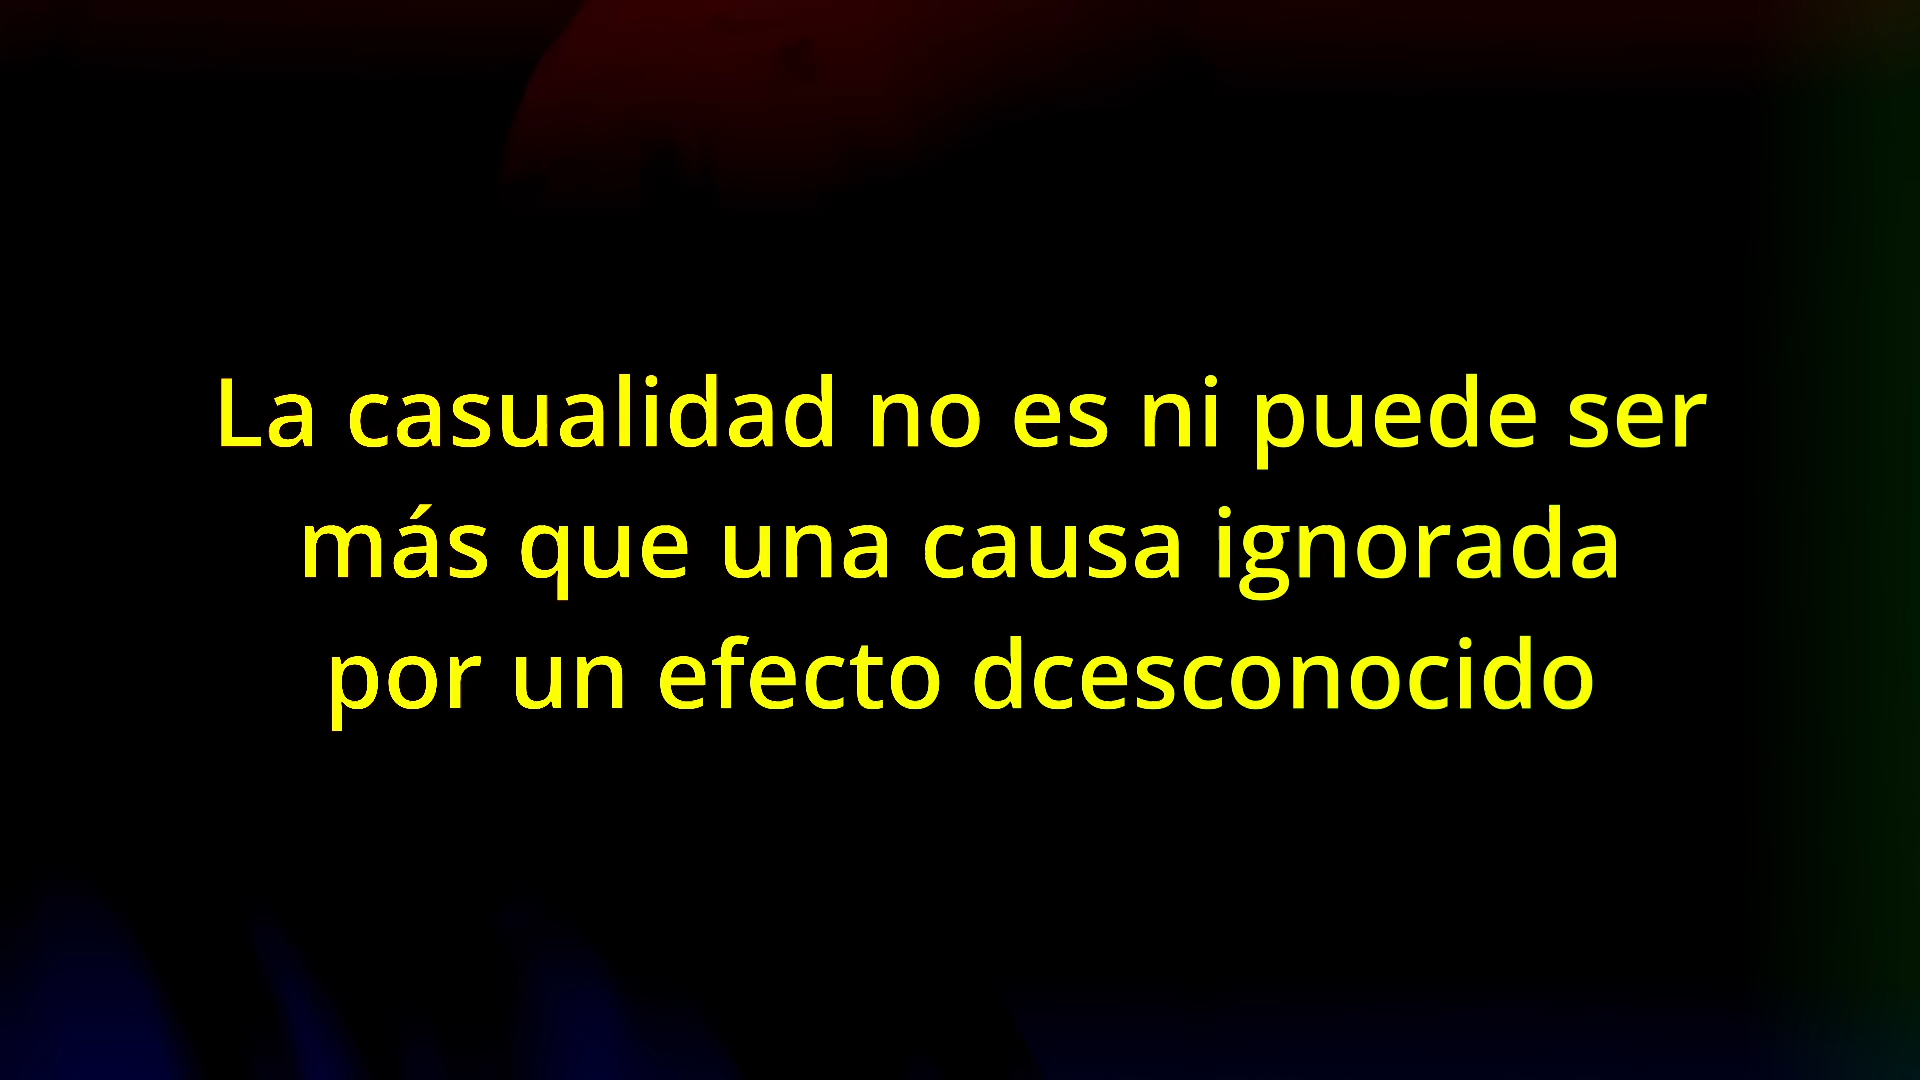 La casualidad no es ni puede ser
más que una causa ignorada
por un efecto dcesconocido